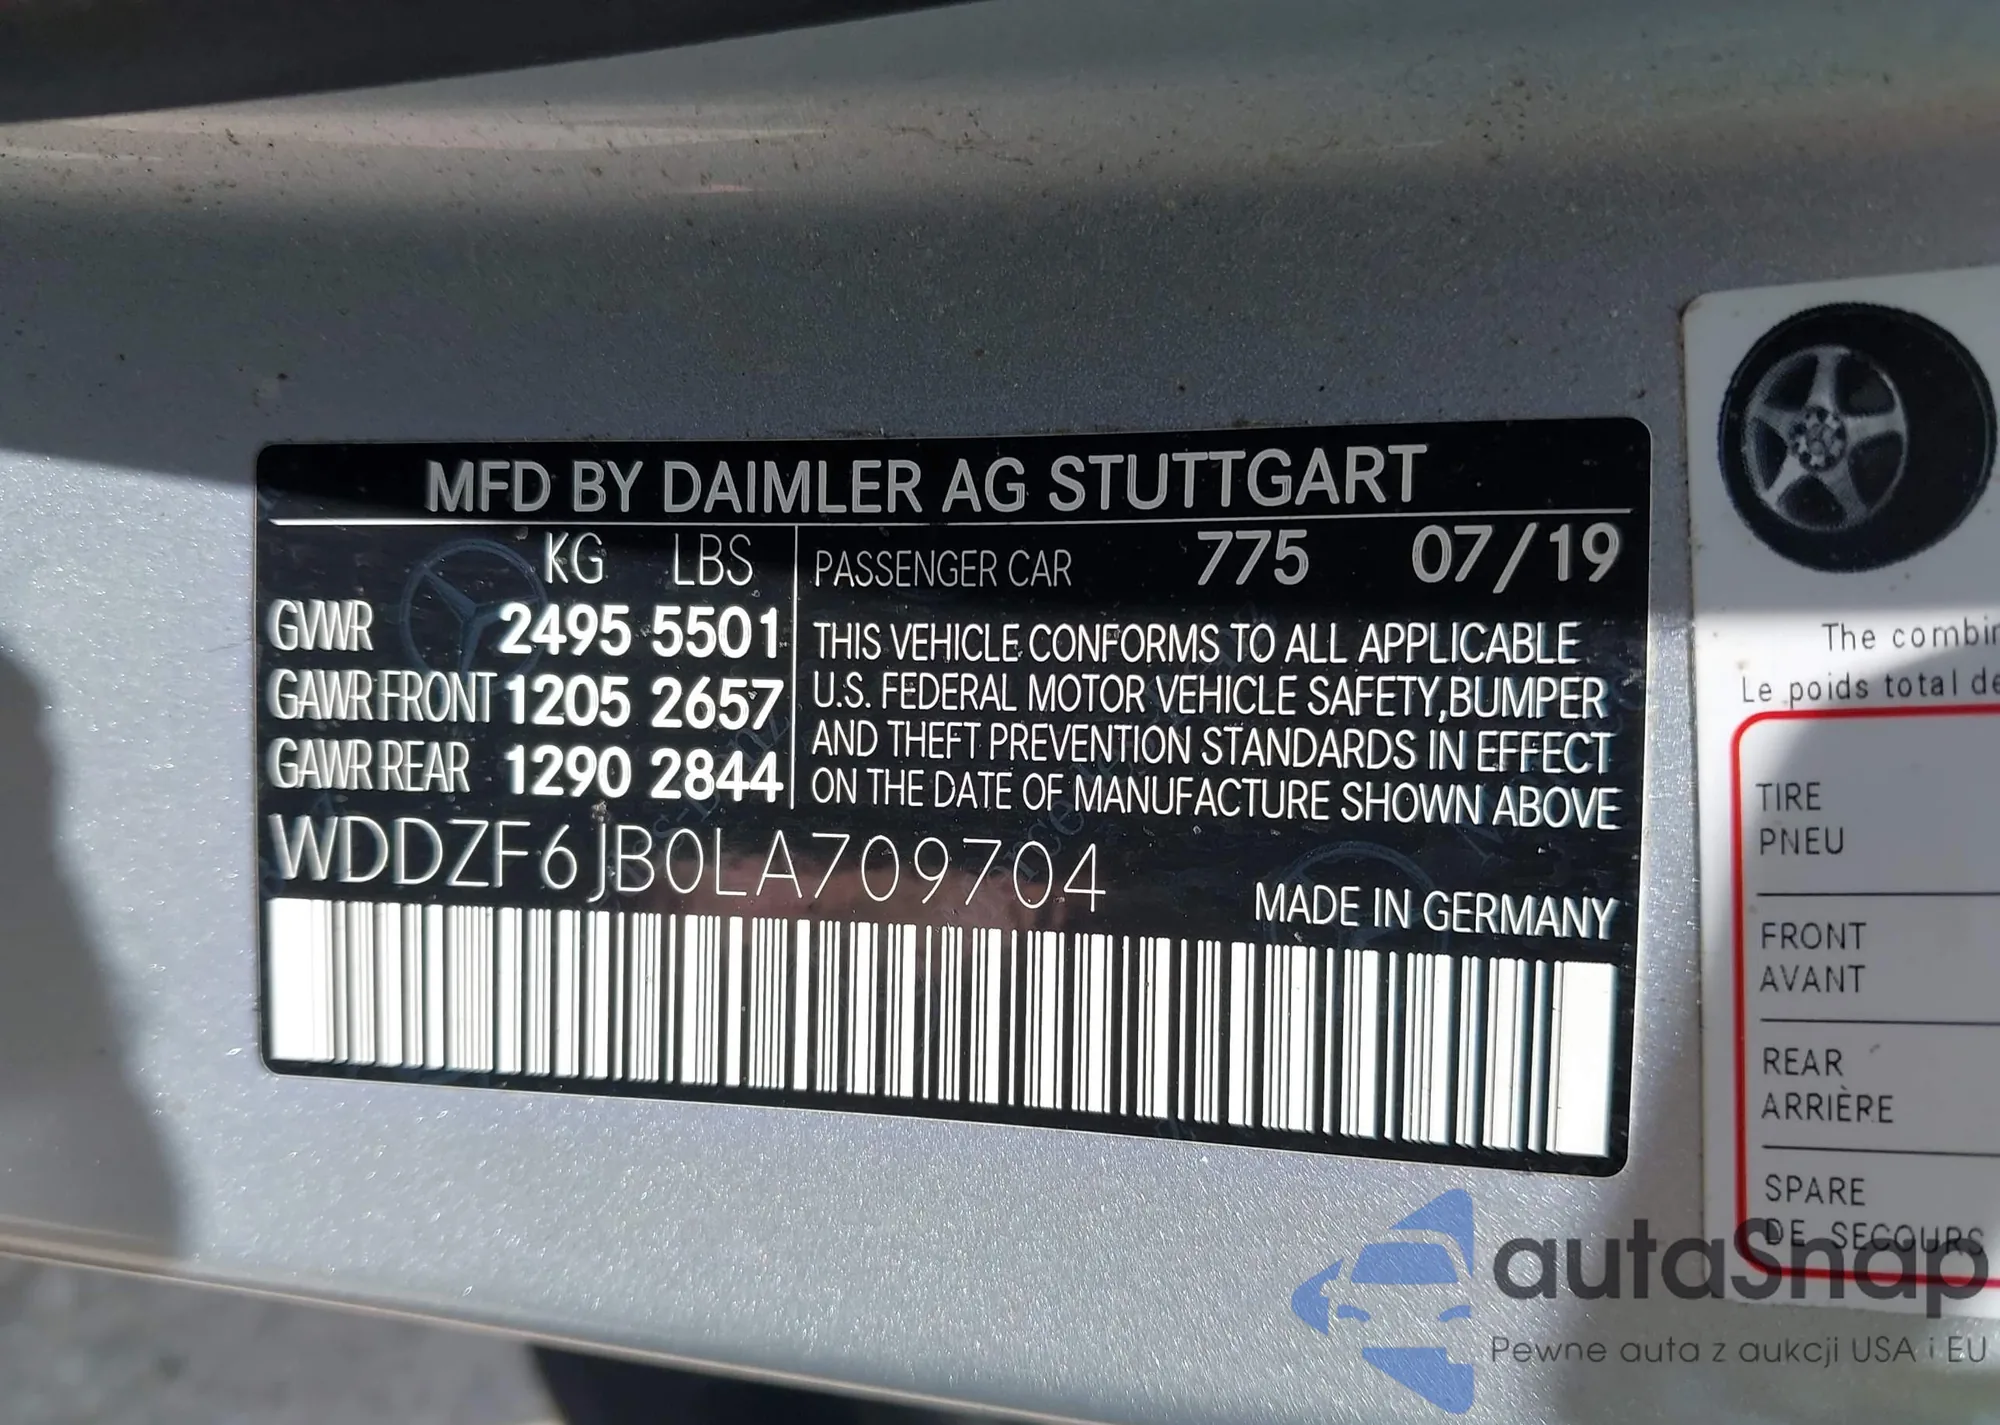 MFD BY DAIMLER AG STUTTGART
KG LBS
GVWR 2495 5501
GAWR FRONT 1205 2657
GAWR REAR 1290 2844
PASSENGER CAR 775 07/19
THIS VEHICLE CONFORMS TO ALL APPLICABLE
U.S. FEDERAL MOTOR VEHICLE SAFETY,BUMPER
AND THEFT PREVENTION STANDARDS IN EFFECT
ON THE DATE OF MANUFACTURE SHOWN ABOVE
WDDZF6JB0LA709704
MADE IN GERMANY
The
Le poids total
TIRE
PNEU
FRONT
AVANT
REAR
ARRIÈRE
SPARE
DE SECOURS
autaSnap
Pewne auta z aukcji USA i EU